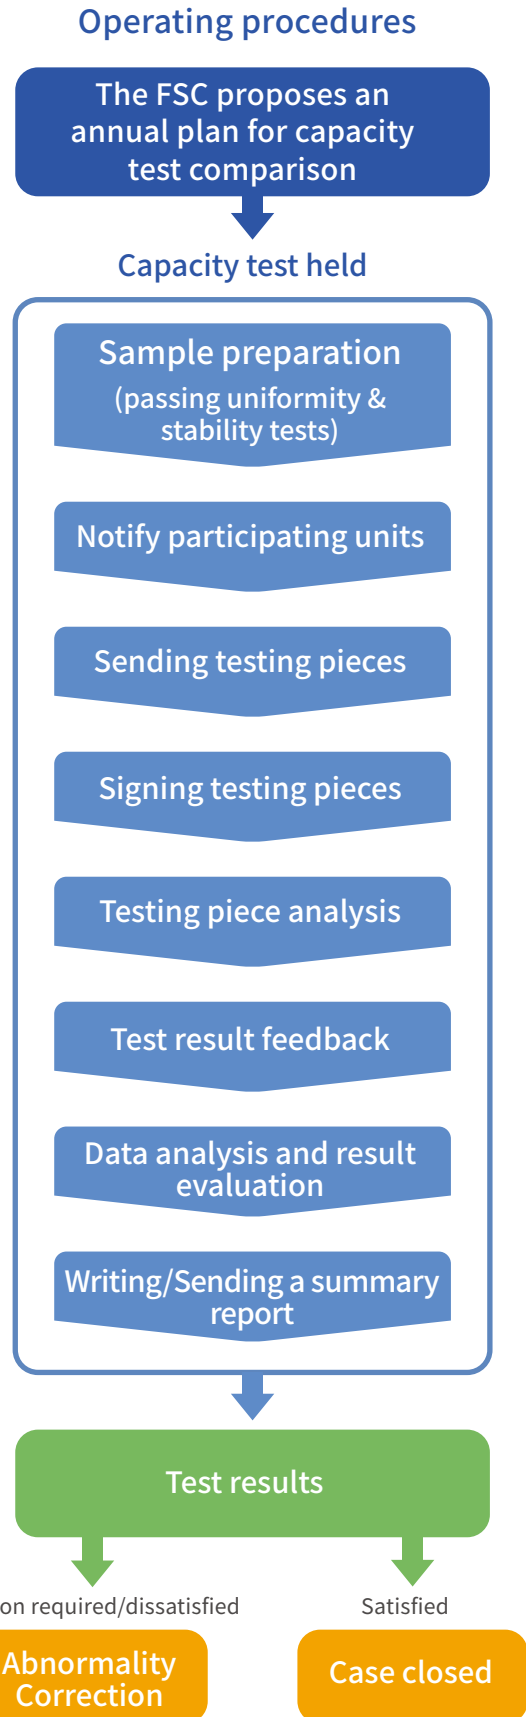 Operating procedures
The FSC proposes an
annual plan for capacity
test comparison
Capacity test held
Sample preparation
(passing uniformity &
stability tests)
Notify participating units
Sending testing pieces
Signing testing pieces
Testing piece analysis
Test result feedback
Data analysis and result
evaluation
Writing/Sending a summary
report
Test results
on required/dissatisfied
Satisfied
Abnormality
Correction
Case closed